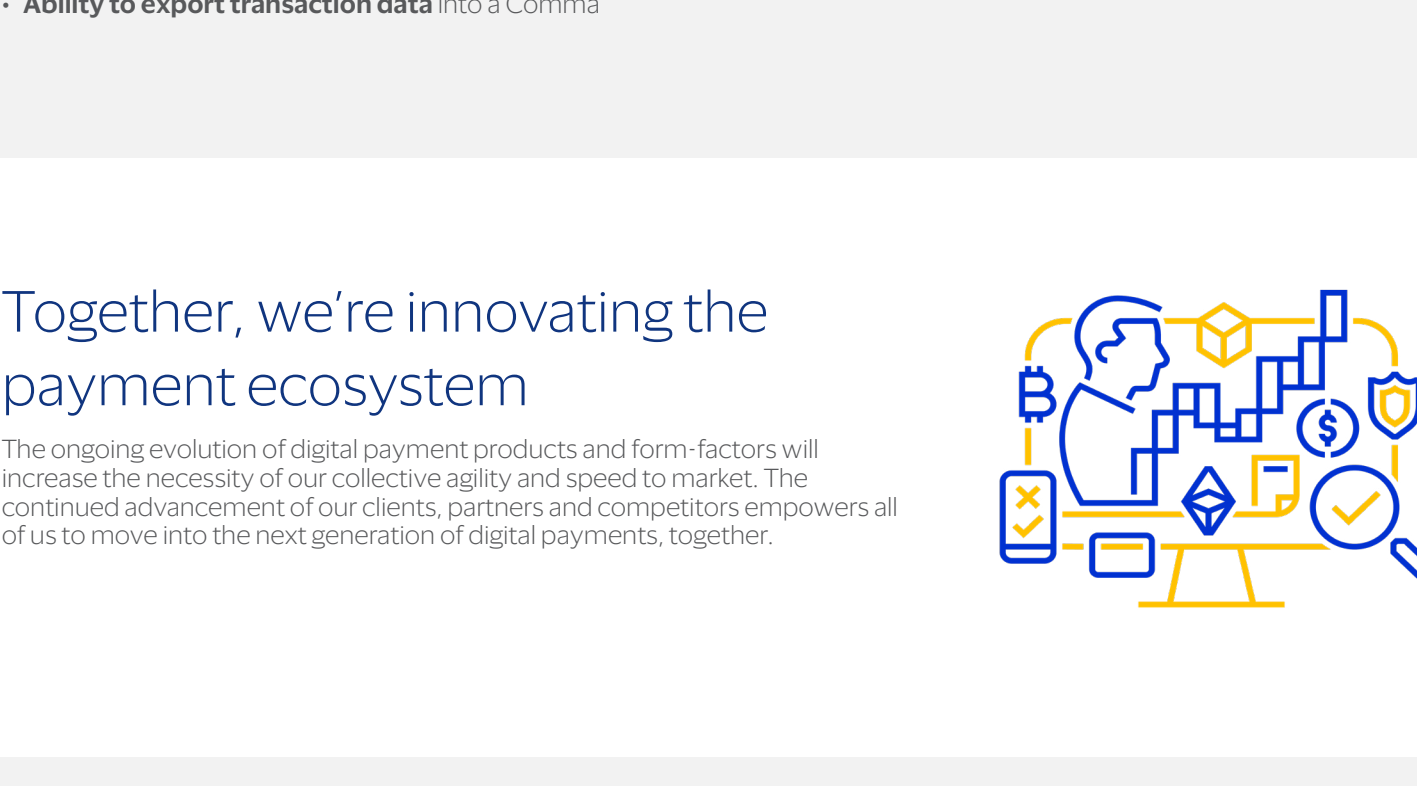 • Ability to export transaction data into a Comma
Together, we’re innovating the
payment ecosystem
The ongoing evolution of digital payment products and form-factors will
increase the necessity of our collective agility and speed to market. The
continued advancement of our clients, partners and competitors empowers all
of us to move into the next generation of digital payments, together.
$